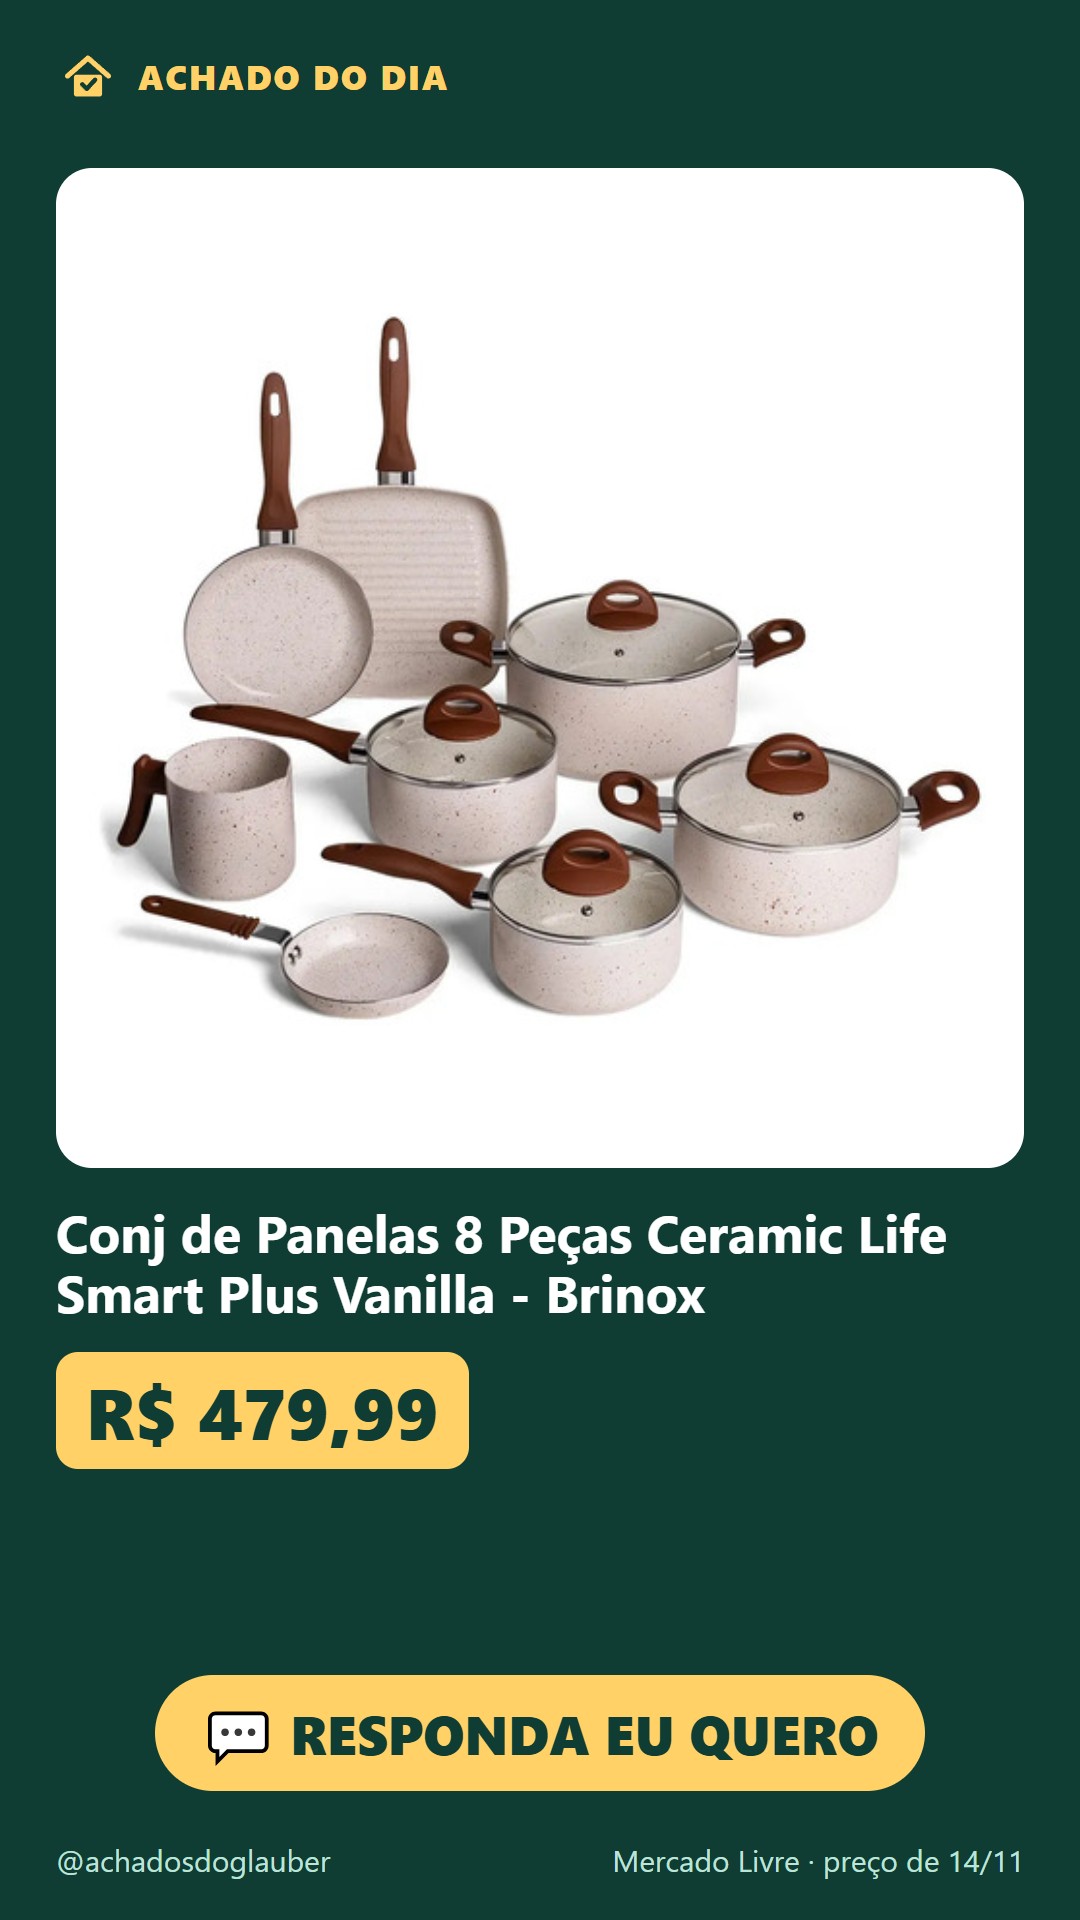 ACHADO DO DIA
Conj de Panelas 8 Peças Ceramic Life
Smart Plus Vanilla - Brinox
R$ 479,99
RESPONDA EU QUERO
@achadosdoglauber
Mercado Livre · preço de 14/11